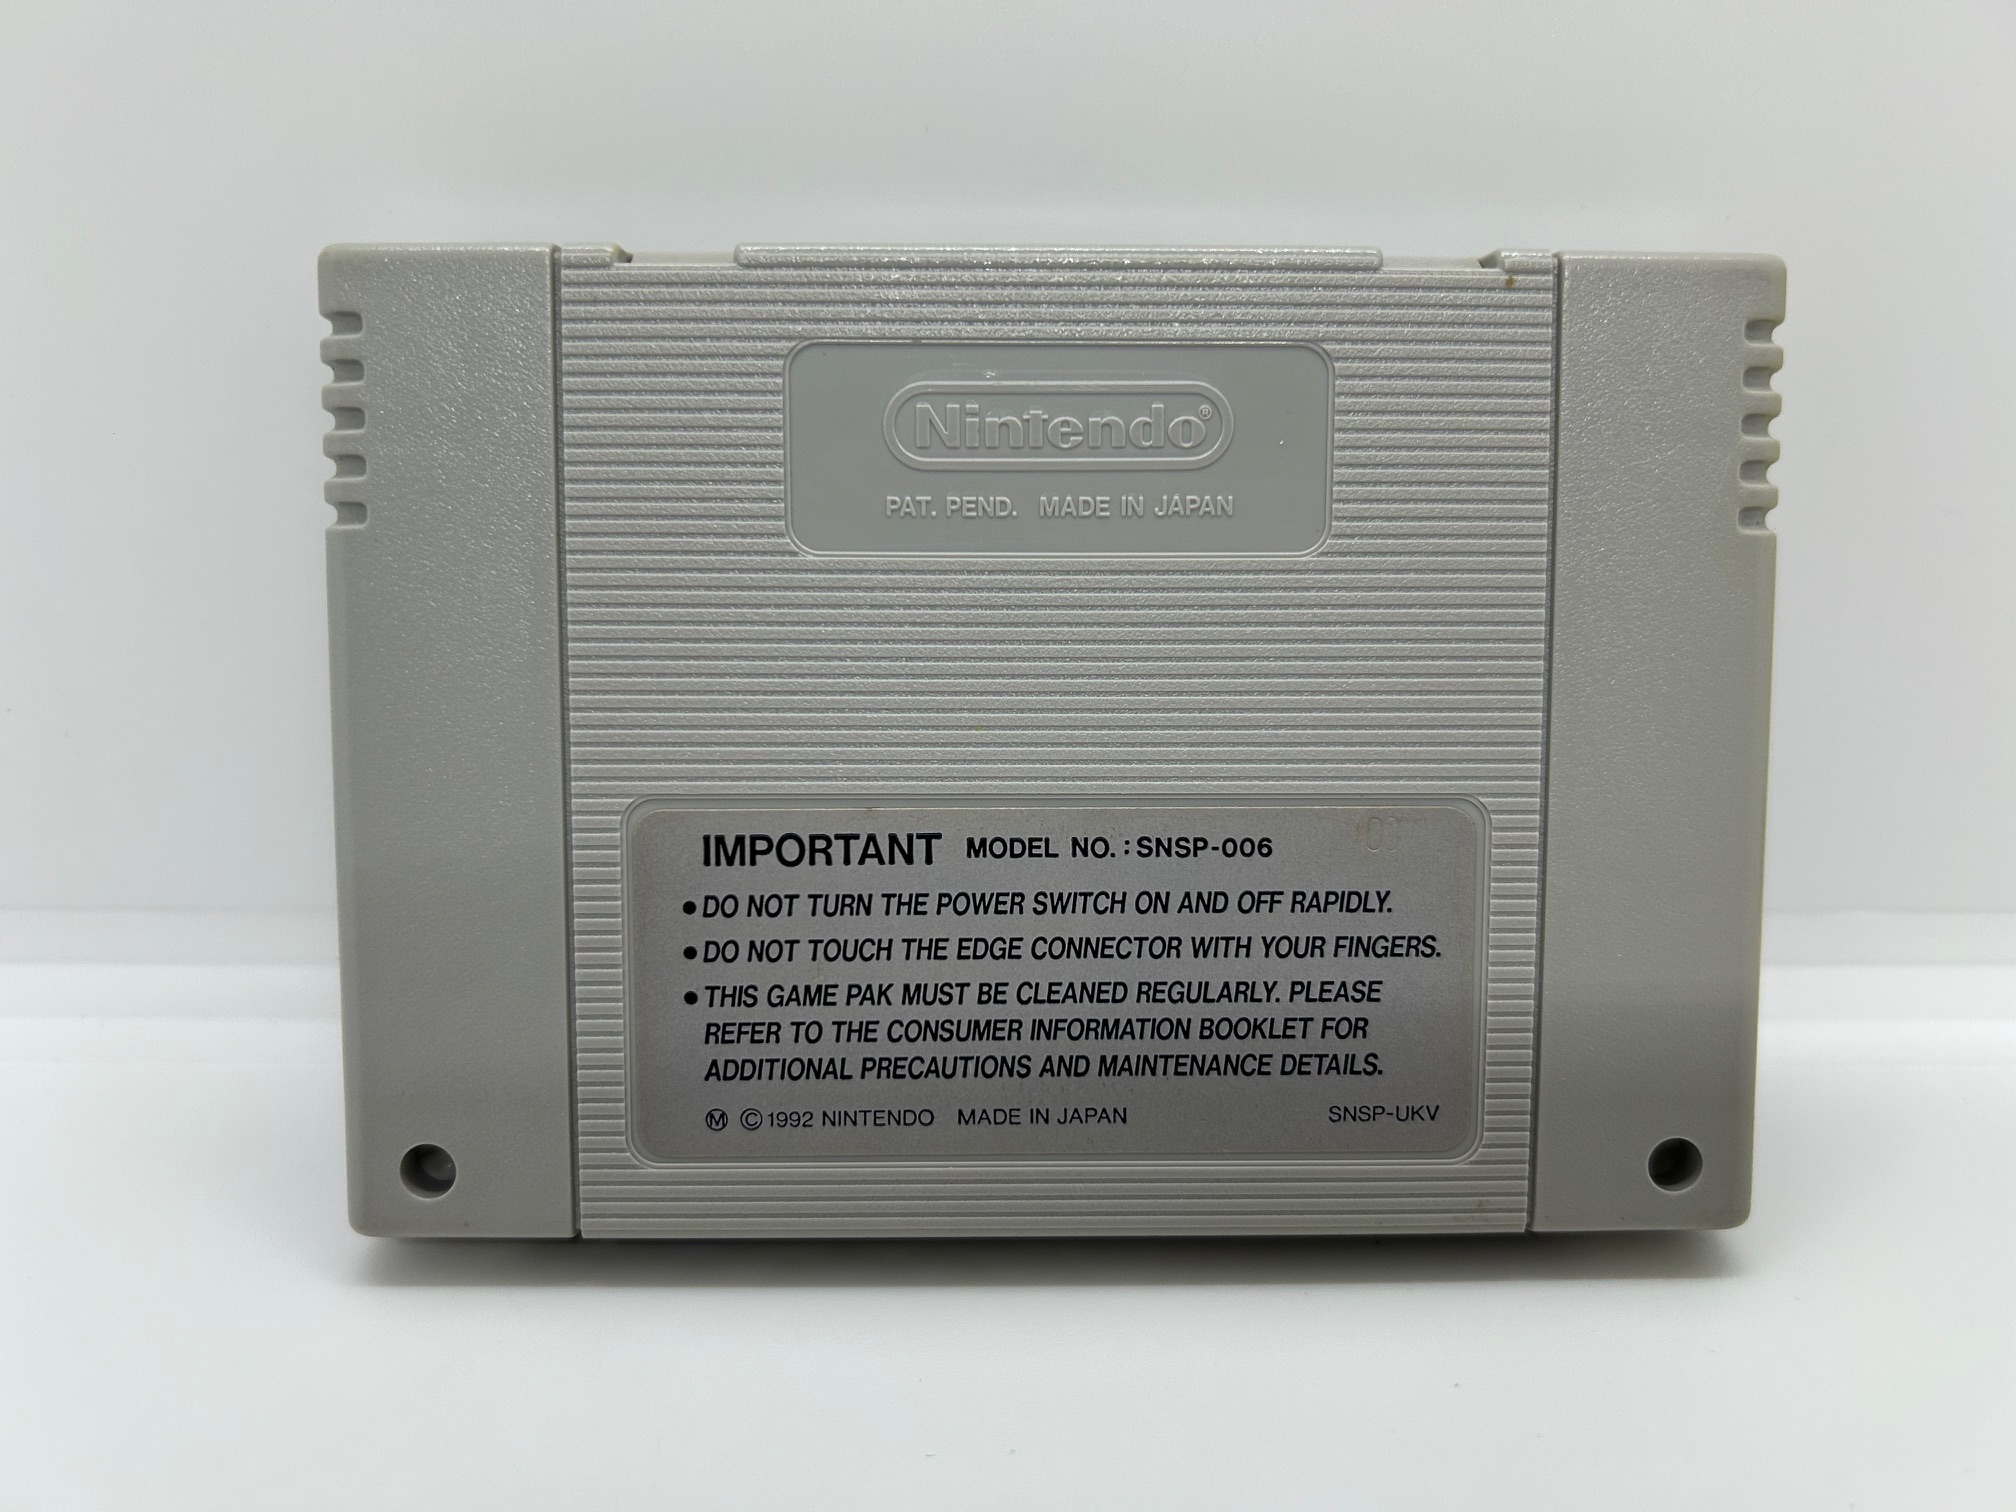 Nintendo®
PAT. PEND. MADE IN JAPAN
IMPORTANT MODEL NO.: SNSP-006
• DO NOT TURN THE POWER SWITCH ON AND OFF RAPIDLY.
• DO NOT TOUCH THE EDGE CONNECTOR WITH YOUR FINGERS.
• THIS GAME PAK MUST BE CLEANED REGULARLY. PLEASE
REFER TO THE CONSUMER INFORMATION BOOKLET FOR
ADDITIONAL PRECAUTIONS AND MAINTENANCE DETAILS.
Ⓜ ©1992 NINTENDO MADE IN JAPAN SNSP-UKV